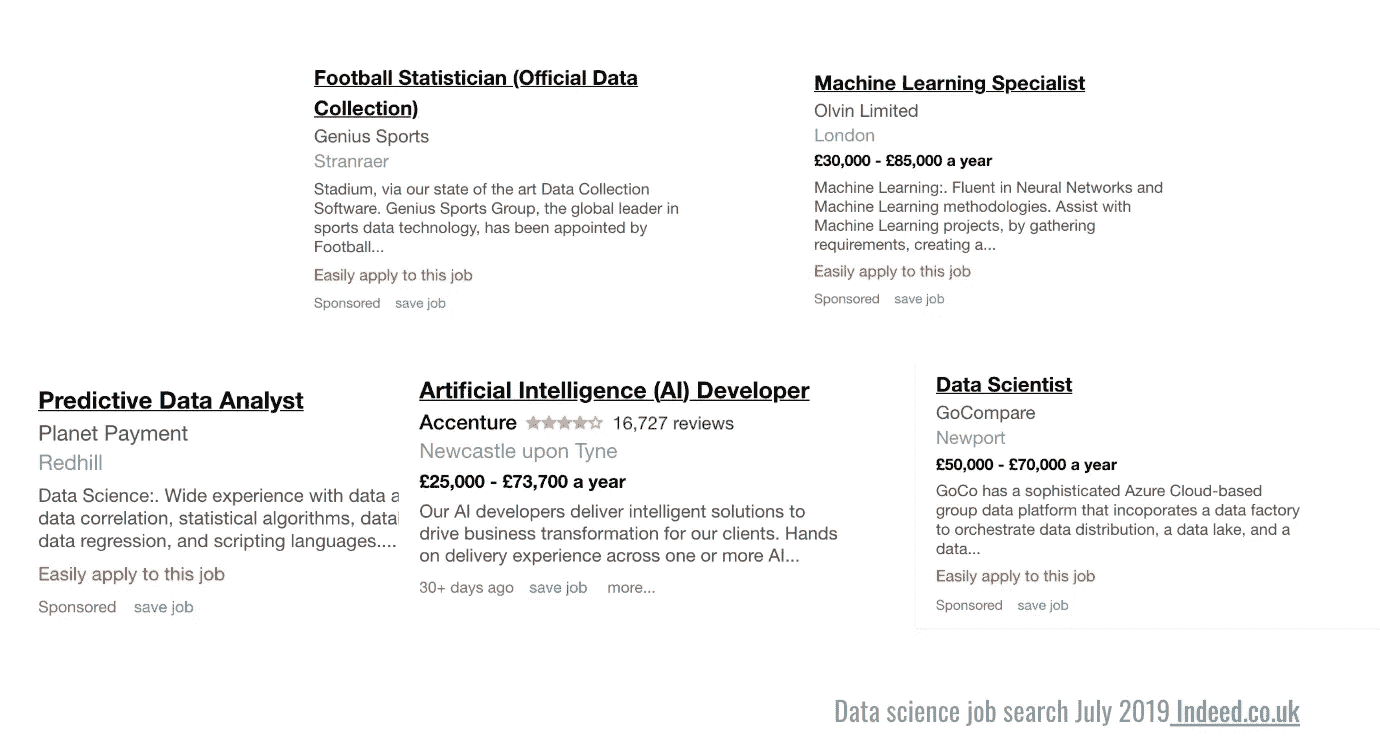 Football Statistician (Official Data
Collection)
Genius Sports
Stranraer
Stadium, via our state of the art Data Collection
Software. Genius Sports Group, the global leader in
sports data technology, has been appointed by
Football...
Easily apply to this job
Sponsored save job
Machine Learning Specialist
Olvin Limited
London
£30,000 - £85,000 a year
Machine Learning:. Fluent in Neural Networks and
Machine Learning methodologies. Assist with
Machine Learning projects, by gathering
requirements, creating a...
Easily apply to this job
Sponsored save job
Predictive Data Analyst
Planet Payment
Redhill
Data Science:. Wide experience with data
data correlation, statistical algorithms,
data regression, and scripting languages....
Easily apply to this job
Sponsored save job
Artificial Intelligence (AI) Developer
Accenture 16,727 reviews
Newcastle upon Tyne
£25,000 - £73,700 a year
Our AI developers deliver intelligent solutions to
drive business transformation for our clients. Hands
on delivery experience across one or more AI...
30+ days ago save job more...
Data Scientist
GoCompare
Newport
£50,000 - £70,000 a year
GoCo has a sophisticated Azure Cloud-based
group data platform that incoporates a data factory
to orchestrate data distribution, a data lake, and a
data...
Easily apply to this job
Sponsored save job
Data science job search July 2019 Indeed.co.uk